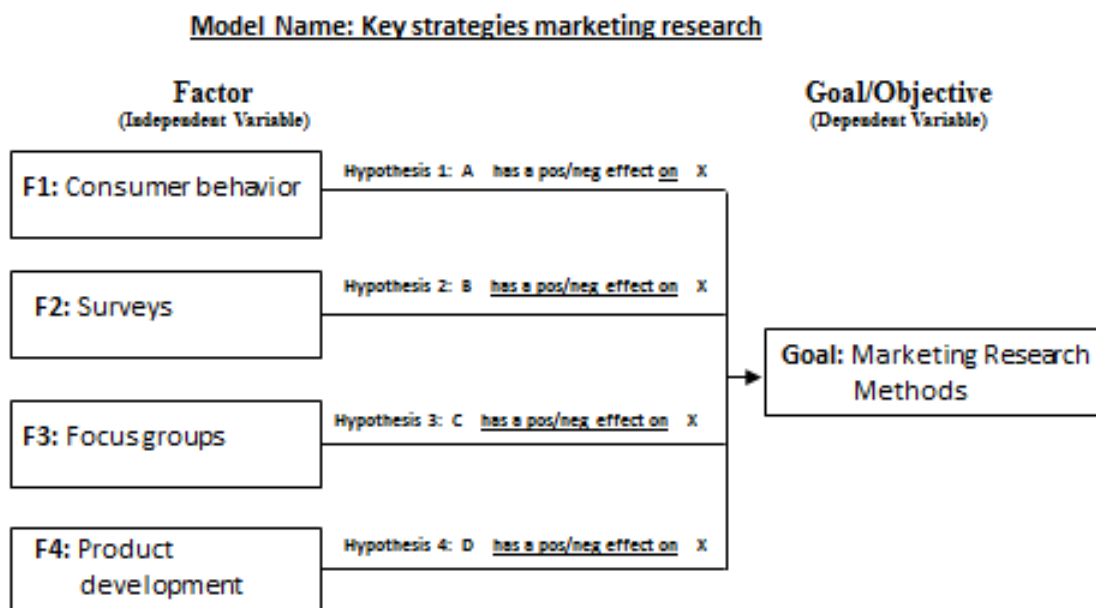 Model Name: Key strategies marketing research
Factor
(Independent Variable)
Goal/Objective
(Dependent Variable)
F1: Consumer behavior
Hypothesis 1: A has a pos/neg effect on X
F2: Surveys
Hypothesis 2: B has a pos/neg effect on X
Goal: Marketing Research
Methods
F3: Focus groups
Hypothesis 3: C has a pos/neg effect on X
F4: Product
development
Hypothesis 4: D has a pos/neg effect on X